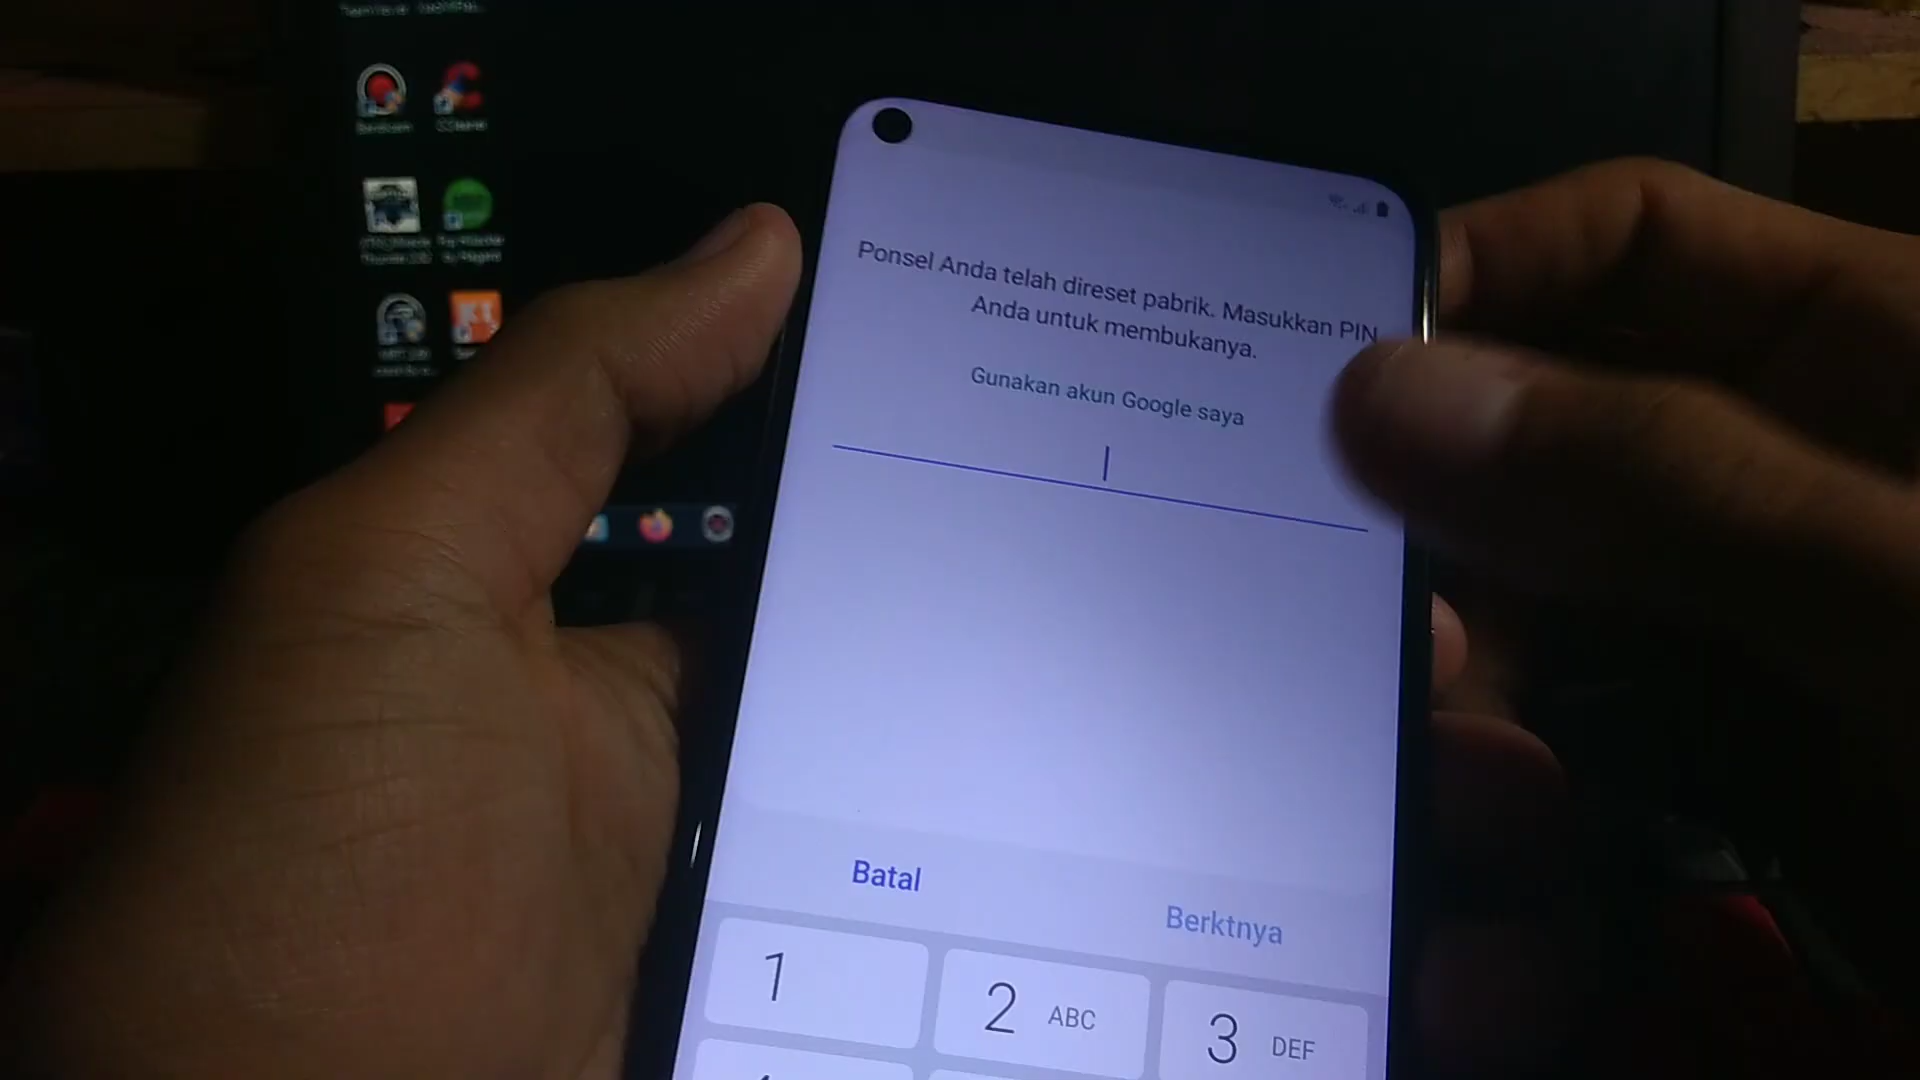 Ponsel Anda telah direset pabrik. Masukkan PIN
Anda untuk membukanya.
Gunakan akun Google saya
Batal
Berktnya
1
2 ABC
3 DEF